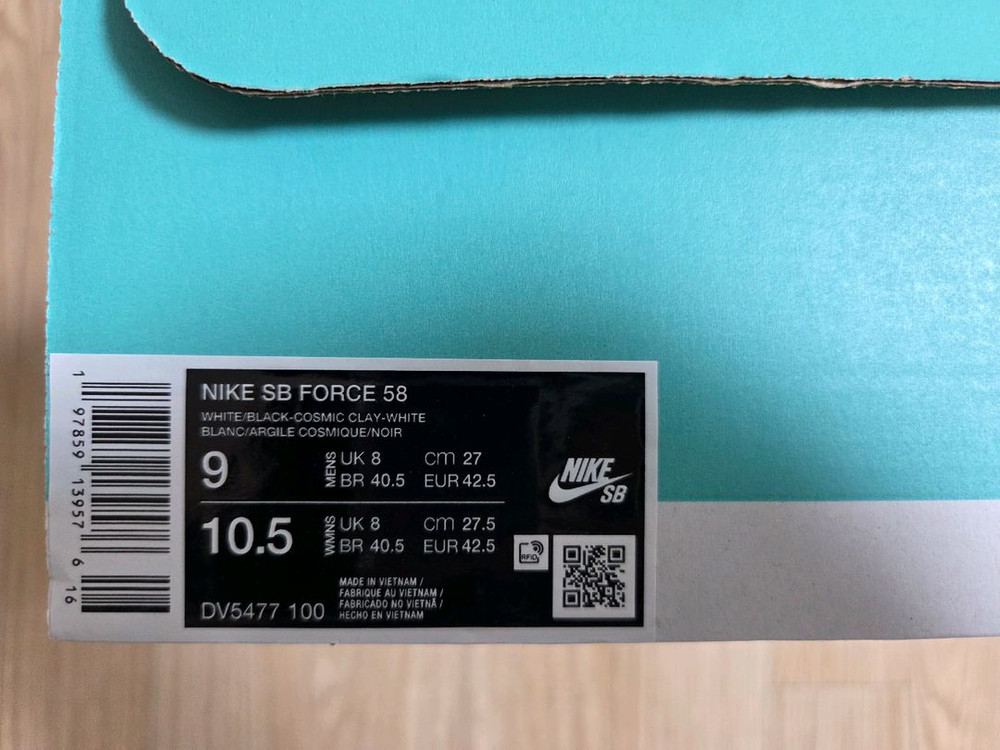 NIKE SB FORCE 58
WHITE/BLACK-COSMIC CLAY-WHITE
BLANC/ARGILE COSMIQUE/NOIR
9 MENS UK 8 cm 27
BR 40.5 EUR 42.5
10.5 WMNS UK 8 cm 27.5
BR 40.5 EUR 42.5
NIKE
SB
RFID
MADE IN VIETNAM /
FABRIQUE AU VIETNAM /
FABRICADO NO VIETNÃ /
HECHO EN VIETNAM
DV5477 100
1 97859 13957 6 16